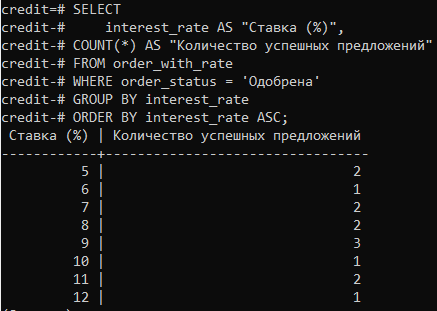 credit=# SELECT
credit-#     interest_rate AS "Ставка (%)",
credit-# COUNT(*) AS "Количество успешных предложений"
credit-# FROM order_with_rate
credit-# WHERE order_status = 'Одобрена'
credit-# GROUP BY interest_rate
credit-# ORDER BY interest_rate ASC;
 Ставка (%) | Количество успешных предложений
------------+---------------------------------
          5 |                               2
          6 |                               1
          7 |                               2
          8 |                               2
          9 |                               3
         10 |                               1
         11 |                               2
         12 |                               1